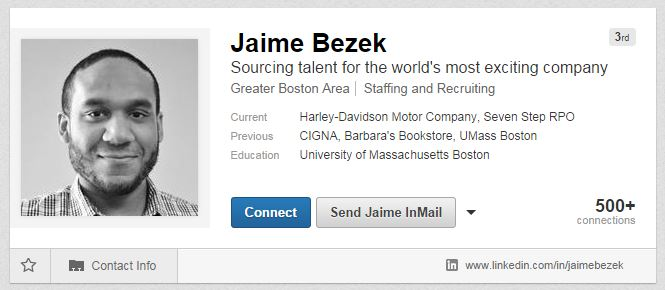 Jaime Bezek
3rd
Sourcing talent for the world's most exciting company
Greater Boston Area | Staffing and Recruiting
Current Harley-Davidson Motor Company, Seven Step RPO
Previous CIGNA, Barbara's Bookstore, UMass Boston
Education University of Massachusetts Boston
Connect Send Jaime InMail 500+
connections
Contact Info in www.linkedin.com/in/jaimebezek